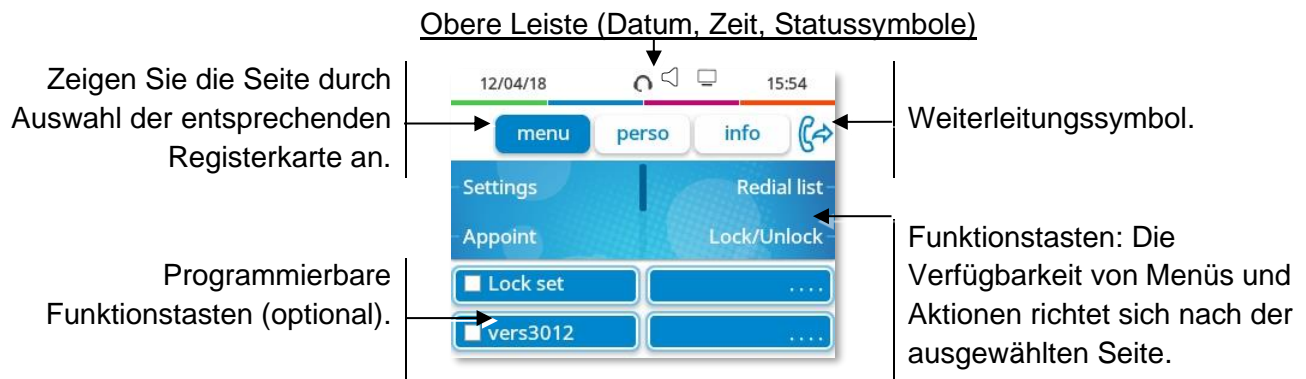 Obere Leiste (Datum, Zeit, Statussymbole)
Zeigen Sie die Seite durch
Auswahl der entsprechenden
Registerkarte an.
12/04/18 15:54
menu perso info
Weiterleitungssymbol.
Settings Redial list
Appoint Lock/Unlock
Programmierbare
Funktionstasten (optional).
Lock set ....
vers3012 ....
Funktionstasten: Die
Verfügbarkeit von Menüs und
Aktionen richtet sich nach der
ausgewählten Seite.